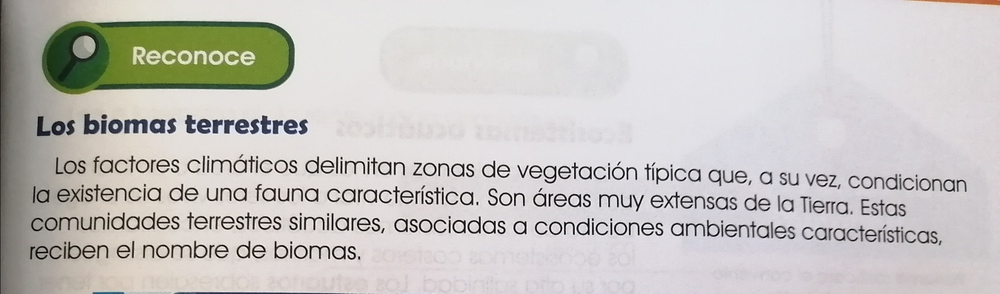 Reconoce
Los biomas terrestres
Los factores climáticos delimitan zonas de vegetación típica que, a su vez, condicionan
la existencia de una fauna característica. Son áreas muy extensas de la Tierra. Estas
comunidades terrestres similares, asociadas a condiciones ambientales características,
reciben el nombre de biomas.